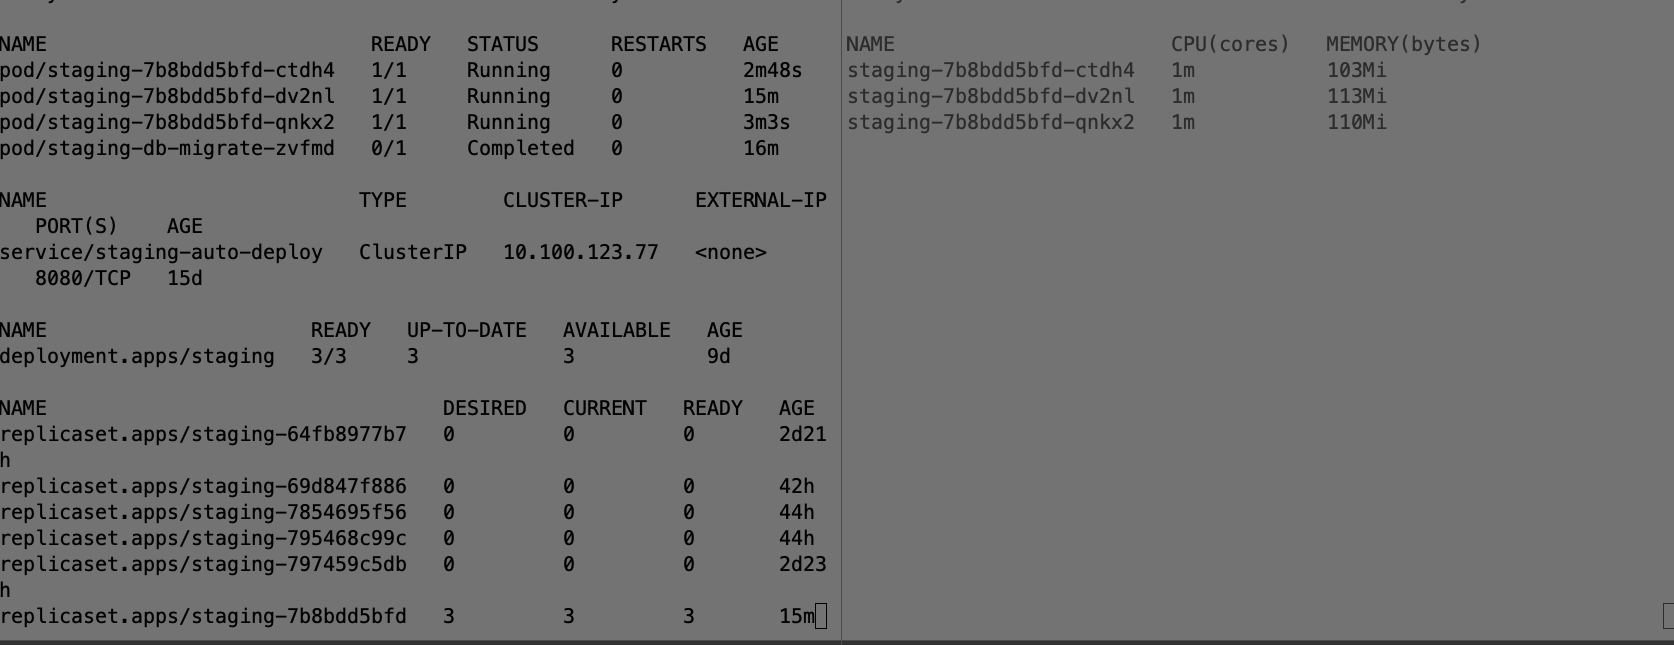 NAME                           READY   STATUS      RESTARTS   AGE
pod/staging-7b8bdd5bfd-ctdh4   1/1     Running     0          2m48s
pod/staging-7b8bdd5bfd-dv2nl   1/1     Running     0          15m
pod/staging-7b8bdd5bfd-qnkx2   1/1     Running     0          3m3s
pod/staging-db-migrate-zvfmd   0/1     Completed   0          16m
NAME                          TYPE        CLUSTER-IP      EXTERNAL-IP
   PORT(S)    AGE
service/staging-auto-deploy   ClusterIP   10.100.123.77   <none>
   8080/TCP   15d
NAME                      READY   UP-TO-DATE   AVAILABLE   AGE
deployment.apps/staging   3/3     3            3           9d
NAME                                 DESIRED   CURRENT   READY   AGE
replicaset.apps/staging-64fb8977b7   0         0         0       2d21
h
replicaset.apps/staging-69d847f886   0         0         0       42h
replicaset.apps/staging-7854695f56   0         0         0       44h
replicaset.apps/staging-795468c99c   0         0         0       44h
replicaset.apps/staging-797459c5db   0         0         0       2d23
h
replicaset.apps/staging-7b8bdd5bfd   3         3         3       15m
NAME                       CPU(cores)   MEMORY(bytes)
staging-7b8bdd5bfd-ctdh4   1m           103Mi
staging-7b8bdd5bfd-dv2nl   1m           113Mi
staging-7b8bdd5bfd-qnkx2   1m           110Mi